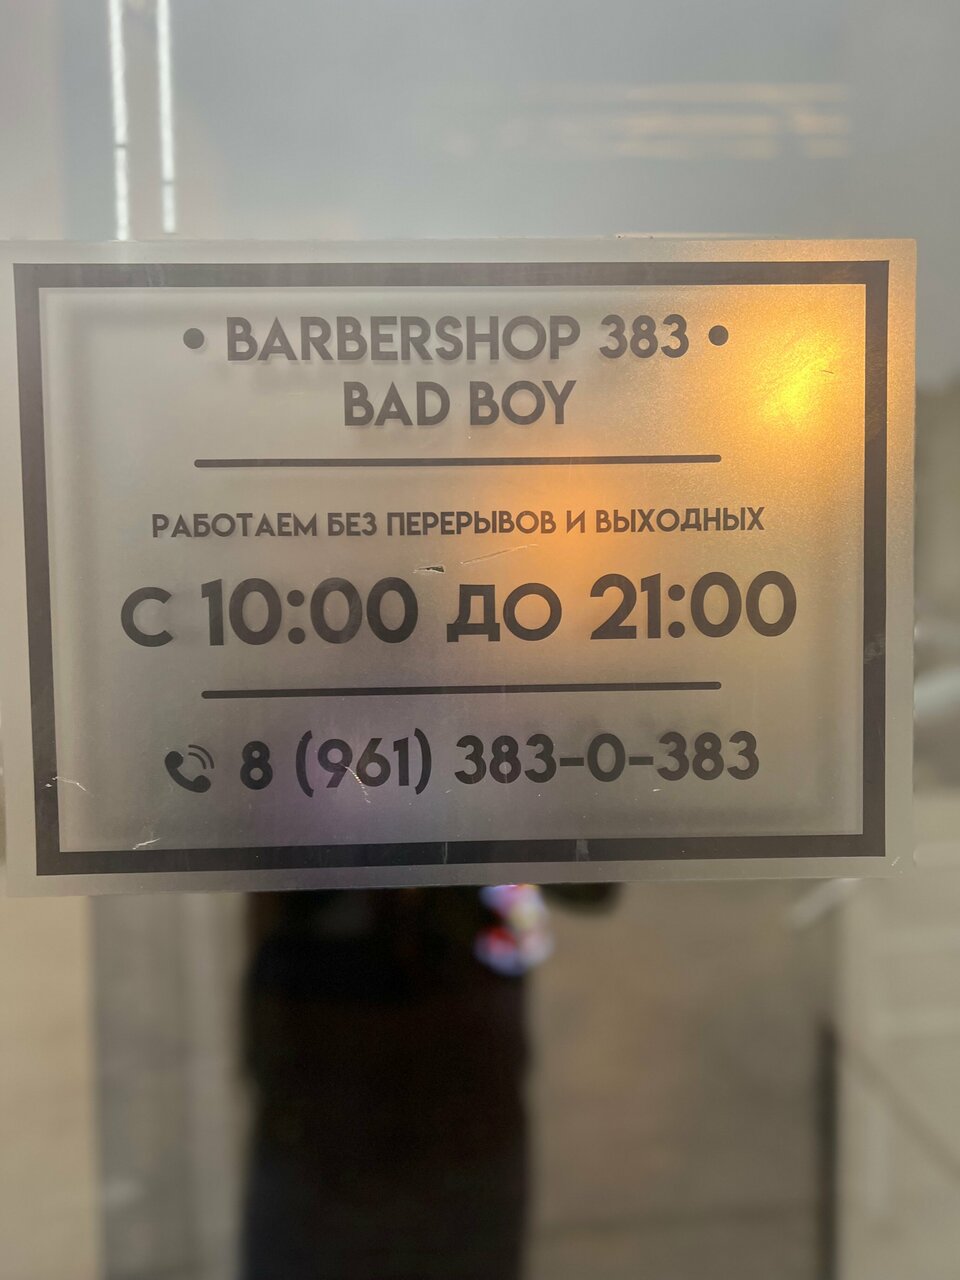 • BARBERSHOP 383 •
BAD BOY
РАБОТАЕМ БЕЗ ПЕРЕРЫВОВ И ВЫХОДНЫХ
С 10:00 ДО 21:00
8 (961) 383-0-383